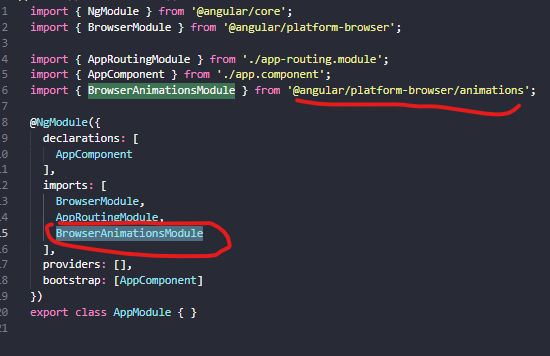 1 import { NgModule } from '@angular/core';
2 import { BrowserModule } from '@angular/platform-browser';
3
4 import { AppRoutingModule } from './app-routing.module';
5 import { AppComponent } from './app.component';
6 import { BrowserAnimationsModule } from '@angular/platform-browser/animations';
7
8 @NgModule({
9 declarations: [
10 AppComponent
11 ],
12 imports: [
13 BrowserModule,
14 AppRoutingModule,
15 BrowserAnimationsModule
16 ],
17 providers: [],
18 bootstrap: [AppComponent]
19 })
20 export class AppModule { }
21